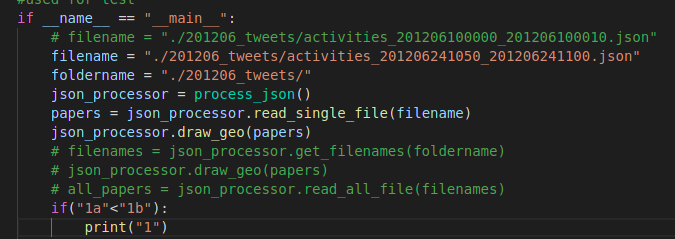 #used for test
if __name__ == "__main__":
    # filename = "./201206_tweets/activities_201206100000_201206100010.json"
    filename = "./201206_tweets/activities_201206241050_201206241100.json"
    foldername = "./201206_tweets/"
    json_processor = process_json()
    papers = json_processor.read_single_file(filename)
    json_processor.draw_geo(papers)
    # filenames = json_processor.get_filenames(foldername)
    # json_processor.draw_geo(papers)
    # all_papers = json_processor.read_all_file(filenames)
    if("1a"<"1b"):
        print("1")